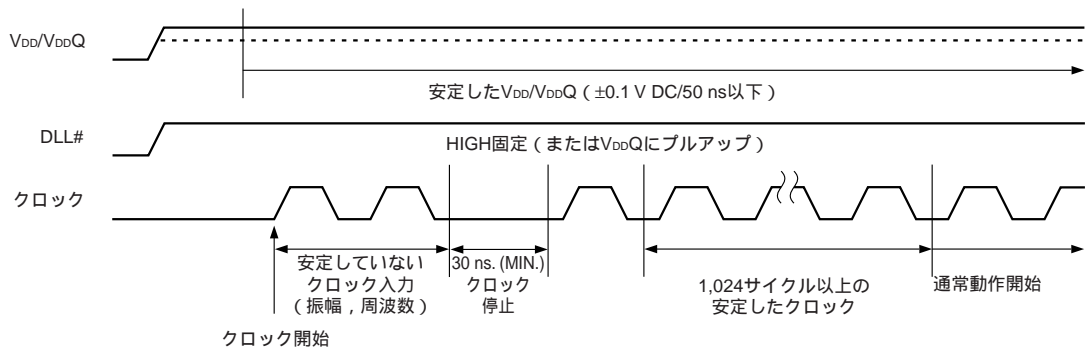 VDD/VDDQ
安定したVDD/VDDQ（±0.1 V DC/50 ns以下）
DLL#
HIGH固定（またはVDDQにプルアップ）
クロック
安定していない
クロック入力
（振幅，周波数）
30 ns. (MIN.)
クロック
停止
1,024サイクル以上の
安定したクロック
通常動作開始
クロック開始